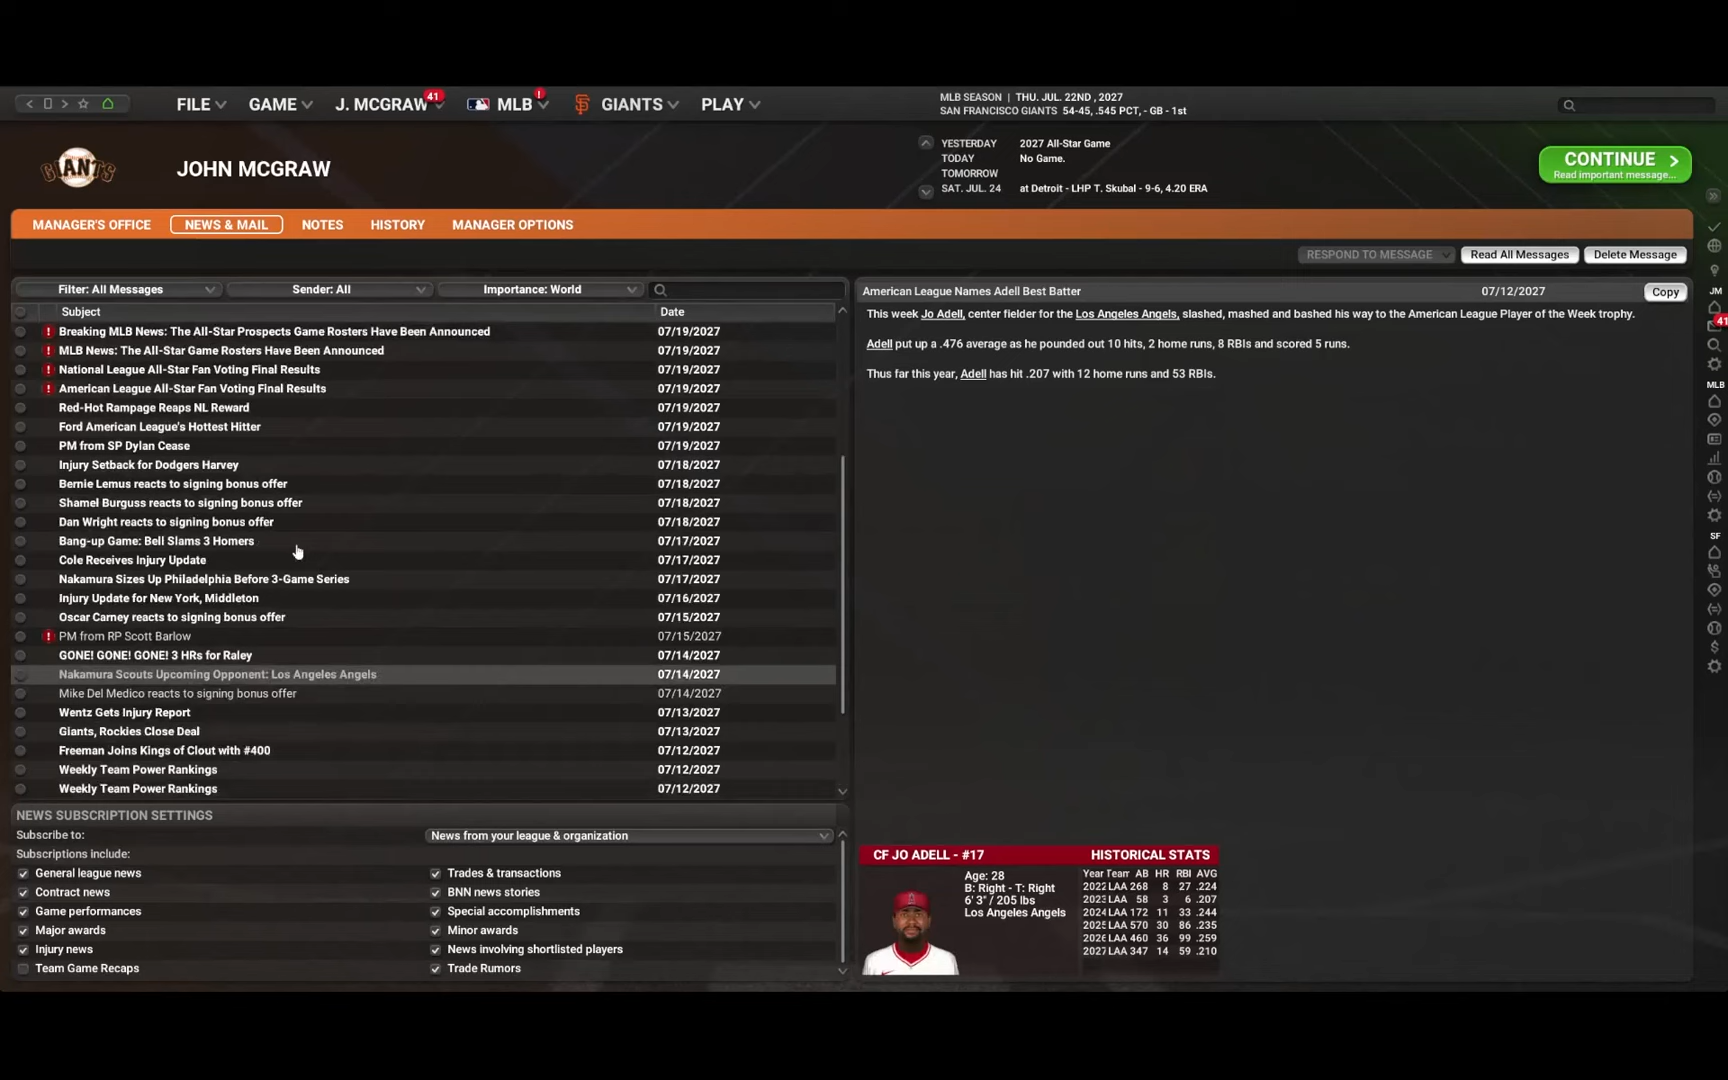 FILE
GAME
J. MCGRAW
41
MLB
!
GIANTS
PLAY
MLB SEASON | THU. JUL. 22ND , 2027
SAN FRANCISCO GIANTS 54-45, .545 PCT, - GB - 1st
GIANTS
JOHN MCGRAW
YESTERDAY 2027 All-Star Game
TODAY No Game.
TOMORROW
SAT. JUL. 24 at Detroit - LHP T. Skubal - 9-6, 4.20 ERA
CONTINUE
Read important message...
MANAGER'S OFFICE
NEWS & MAIL
NOTES
HISTORY
MANAGER OPTIONS
RESPOND TO MESSAGE
Read All Messages
Delete Message
Filter: All Messages
Sender: All
Importance: World
Subject Date
! Breaking MLB News: The All-Star Prospects Game Rosters Have Been Announced 07/19/2027
! MLB News: The All-Star Game Rosters Have Been Announced 07/19/2027
! National League All-Star Fan Voting Final Results 07/19/2027
! American League All-Star Fan Voting Final Results 07/19/2027
Red-Hot Rampage Reaps NL Reward 07/19/2027
Ford American League's Hottest Hitter 07/19/2027
PM from SP Dylan Cease 07/19/2027
Injury Setback for Dodgers Harvey 07/18/2027
Bernie Lemus reacts to signing bonus offer 07/18/2027
Shamel Burguss reacts to signing bonus offer 07/18/2027
Dan Wright reacts to signing bonus offer 07/18/2027
Bang-up Game: Bell Slams 3 Homers 07/17/2027
Cole Receives Injury Update 07/17/2027
Nakamura Sizes Up Philadelphia Before 3-Game Series 07/17/2027
Injury Update for New York, Middleton 07/16/2027
Oscar Carney reacts to signing bonus offer 07/15/2027
! PM from RP Scott Barlow 07/15/2027
GONE! GONE! GONE! 3 HRs for Raley 07/14/2027
Nakamura Scouts Upcoming Opponent: Los Angeles Angels 07/14/2027
Mike Del Medico reacts to signing bonus offer 07/14/2027
Wentz Gets Injury Report 07/13/2027
Giants, Rockies Close Deal 07/13/2027
Freeman Joins Kings of Clout with #400 07/12/2027
Weekly Team Power Rankings 07/12/2027
Weekly Team Power Rankings 07/12/2027
NEWS SUBSCRIPTION SETTINGS
Subscribe to: News from your league & organization
Subscriptions include:
General league news Trades & transactions
Contract news BNN news stories
Game performances Special accomplishments
Major awards Minor awards
Injury news News involving shortlisted players
Team Game Recaps Trade Rumors
American League Names Adell Best Batter 07/12/2027 Copy
This week Jo Adell, center fielder for the Los Angeles Angels, slashed, mashed and bashed his way to the American League Player of the Week trophy.
Adell put up a .476 average as he pounded out 10 hits, 2 home runs, 8 RBIs and scored 5 runs.
Thus far this year, Adell has hit .207 with 12 home runs and 53 RBIs.
CF JO ADELL - #17
Age: 28
B: Right - T: Right
6' 3" / 205 lbs
Los Angeles Angels
HISTORICAL STATS
Year Team AB HR RBI AVG
2022 LAA 268 8 27 .224
2023 LAA 58 3 6 .207
2024 LAA 172 11 33 .244
2025 LAA 570 30 86 .235
2026 LAA 460 36 99 .259
2027 LAA 347 14 59 .210
JM
41
MLB
SF